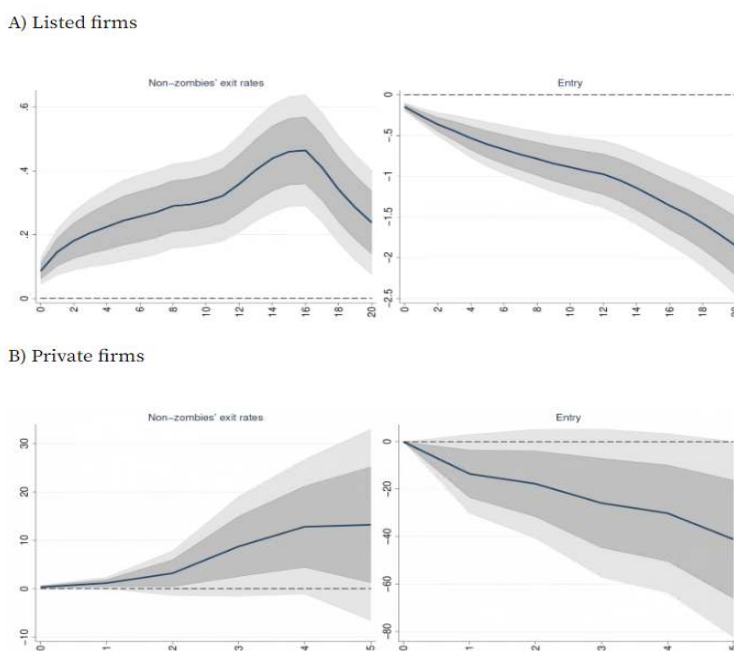 A) Listed firms
Non-zombies' exit rates
Entry
.6
.4
.2
0
0
-.5
-1
-1.5
-2
-2.5
0 2 4 6 8 10 12 14 16 18 20
0 2 4 6 8 10 12 14 16 18 20
B) Private firms
Non-zombies' exit rates
Entry
30
20
10
0
-10
0
-20
-40
-60
-80
0 1 2 3 4 5
0 1 2 3 4 5